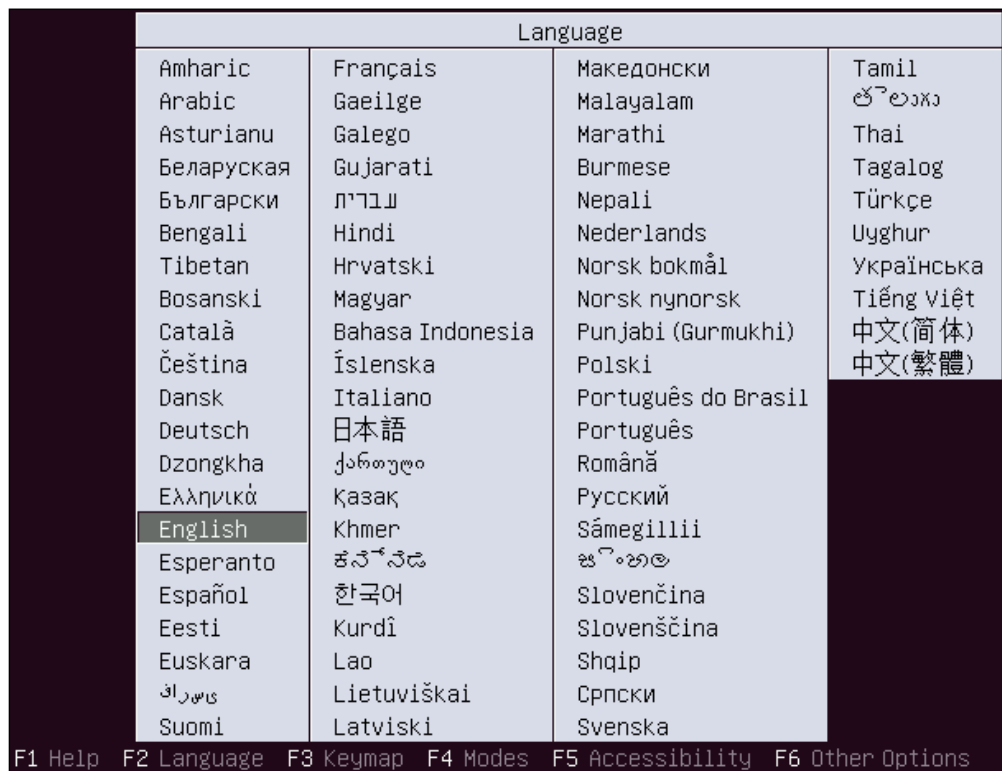 Language
Amharic
Arabic
Asturianu
Беларуская
Български
Bengali
Tibetan
Bosanski
Català
Čeština
Dansk
Deutsch
Dzongkha
Ελληνικά
English
Esperanto
Español
Eesti
Euskara
فارسی
Suomi
Français
Gaeilge
Galego
Gujarati
עברית
Hindi
Hrvatski
Magyar
Bahasa Indonesia
Íslenska
Italiano
日本語
ქართული
Қазақ
Khmer
ಕನ್ನಡ
한국어
Kurdî
Lao
Lietuviškai
Latviski
Македонски
Malayalam
Marathi
Burmese
Nepali
Nederlands
Norsk bokmål
Norsk nynorsk
Punjabi (Gurmukhi)
Polski
Português do Brasil
Português
Română
Русский
Sámegillii
සිංහල
Slovenčina
Slovenščina
Shqip
Српски
Svenska
Tamil
తెలుగు
Thai
Tagalog
Türkçe
Uyghur
Українська
Tiếng Việt
中文(简体)
中文(繁體)
F1 Help F2 Language F3 Keymap F4 Modes F5 Accessibility F6 Other Options